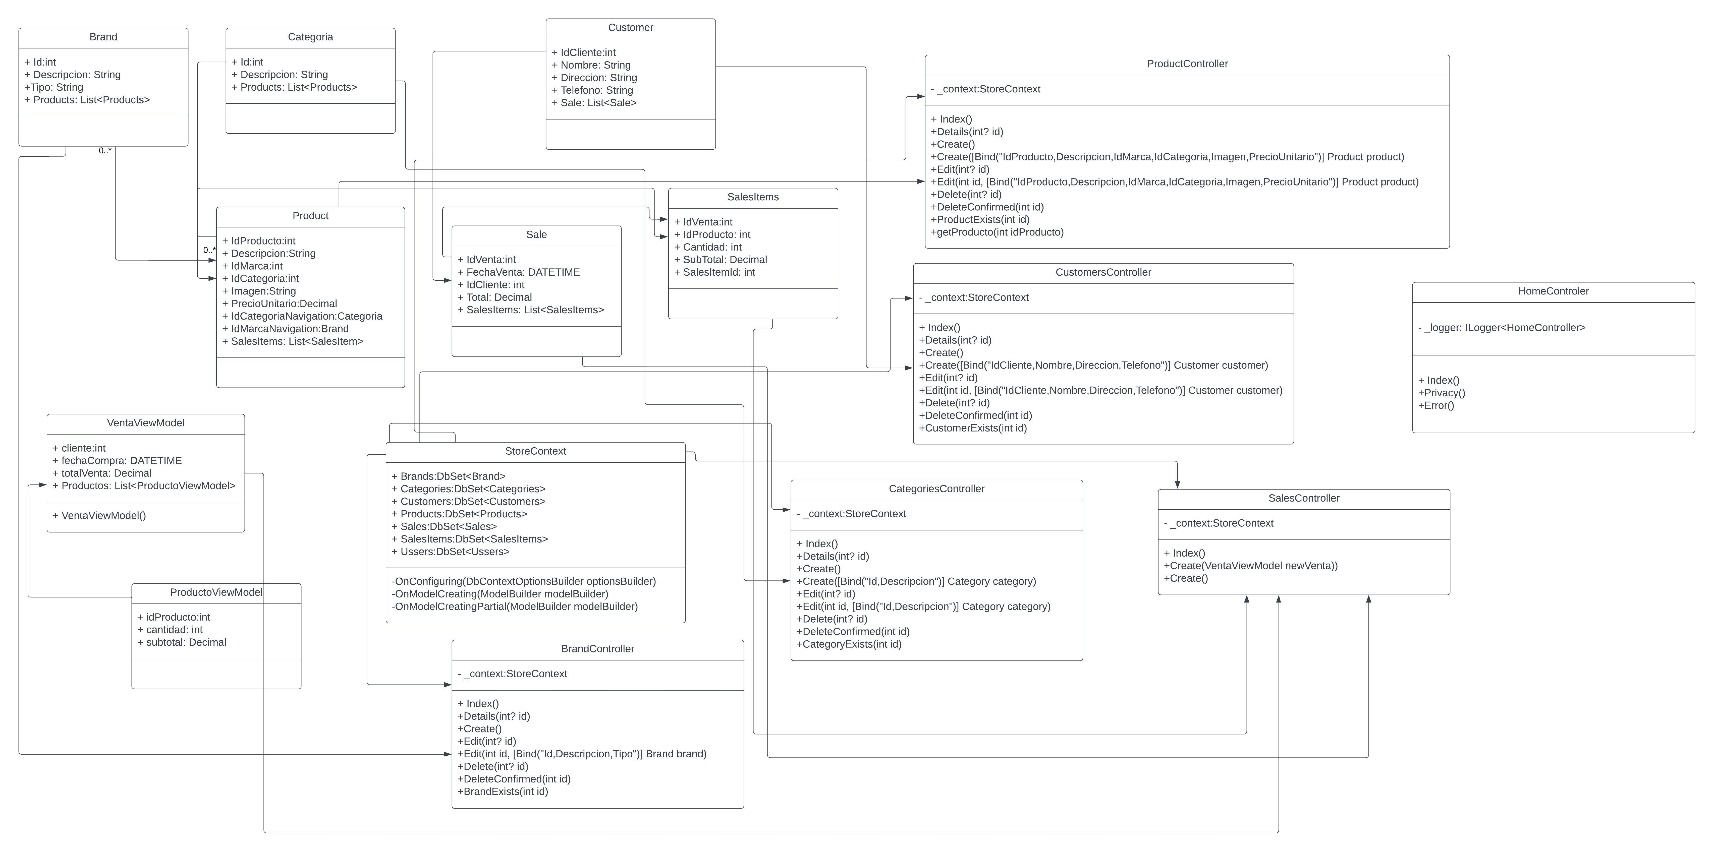 Brand
+ Id:int
+ Descripcion: String
+Tipo: String
+ Products: List<Products>
0..*
Categoria
+ Id:int
+ Descripcion: String
+ Products: List<Products>
Customer
+ IdCliente:int
+ Nombre: String
+ Direccion: String
+ Telefono: String
+ Sale: List<Sale>
ProductController
- _context:StoreContext
+ Index()
+Details(int? id)
+Create()
+Create([Bind("IdProducto,Descripcion,IdMarca,IdCategoria,Imagen,PrecioUnitario")] Product product)
+Edit(int? id)
+Edit(int id, [Bind("IdProducto,Descripcion,IdMarca,IdCategoria,Imagen,PrecioUnitario")] Product product)
+Delete(int? id)
+DeleteConfirmed(int id)
+ProductExists(int id)
+getProducto(int idProducto)
Product
0..*
+ IdProducto:int
+ Descripcion:String
+ IdMarca:int
+ IdCategoria:int
+ Imagen:String
+ PrecioUnitario:Decimal
+ IdCategoriaNavigation:Categoria
+ IdMarcaNavigation:Brand
+ SalesItems: List<SalesItem>
Sale
+ IdVenta:int
+ FechaVenta: DATETIME
+ IdCliente: int
+ Total: Decimal
+ SalesItems: List<SalesItems>
SalesItems
+ IdVenta:int
+ IdProducto: int
+ Cantidad: int
+ SubTotal: Decimal
+ SalesItemId: int
CustomersController
- _context:StoreContext
+ Index()
+Details(int? id)
+Create()
+Create([Bind("IdCliente,Nombre,Direccion,Telefono")] Customer customer)
+Edit(int? id)
+Edit(int id, [Bind("IdCliente,Nombre,Direccion,Telefono")] Customer customer)
+Delete(int? id)
+DeleteConfirmed(int id)
+CustomerExists(int id)
HomeControler
- _logger: ILogger<HomeController>
+ Index()
+Privacy()
+Error()
VentaViewModel
+ cliente:int
+ fechaCompra: DATETIME
+ totalVenta: Decimal
+ Productos: List<ProductoViewModel>
+ VentaViewModel()
ProductoViewModel
+ idProducto:int
+ cantidad: int
+ subtotal: Decimal
StoreContext
+ Brands:DbSet<Brand>
+ Categories:DbSet<Categories>
+ Customers:DbSet<Customers>
+ Products:DbSet<Products>
+ Sales:DbSet<Sales>
+ SalesItems:DbSet<SalesItems>
+ Ussers:DbSet<Ussers>
-OnConfiguring(DbContextOptionsBuilder optionsBuilder)
-OnModelCreating(ModelBuilder modelBuilder)
-OnModelCreatingPartial(ModelBuilder modelBuilder)
CategoriesController
- _context:StoreContext
+ Index()
+Details(int? id)
+Create()
+Create([Bind("Id,Descripcion")] Category category)
+Edit(int? id)
+Edit(int id, [Bind("Id,Descripcion")] Category category)
+Delete(int? id)
+DeleteConfirmed(int id)
+CategoryExists(int id)
SalesController
- _context:StoreContext
+ Index()
+Create(VentaViewModel newVenta))
+Create()
BrandController
- _context:StoreContext
+ Index()
+Details(int? id)
+Create()
+Edit(int? id)
+Edit(int id, [Bind("Id,Descripcion,Tipo")] Brand brand)
+Delete(int? id)
+DeleteConfirmed(int id)
+BrandExists(int id)